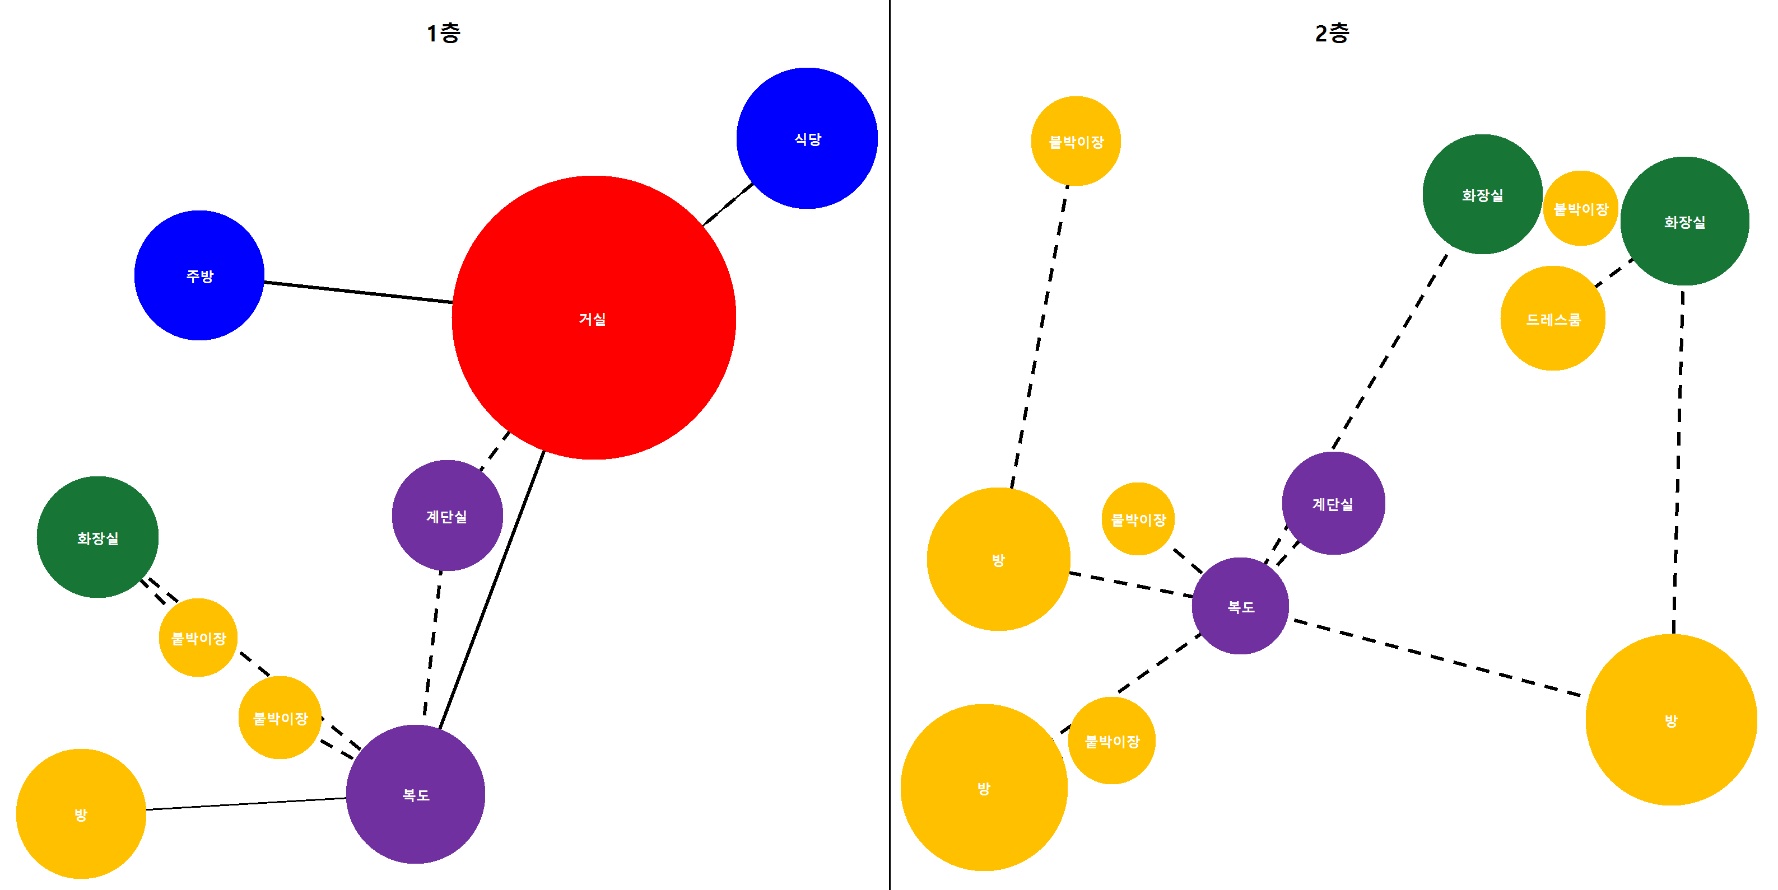 1층
식당
주방
거실
계단실
화장실
붙박이장
붙박이장
복도
방
2층
붙박이장
화장실
붙박이장
화장실
드레스룸
계단실
붙박이장
방
복도
방
붙박이장
방